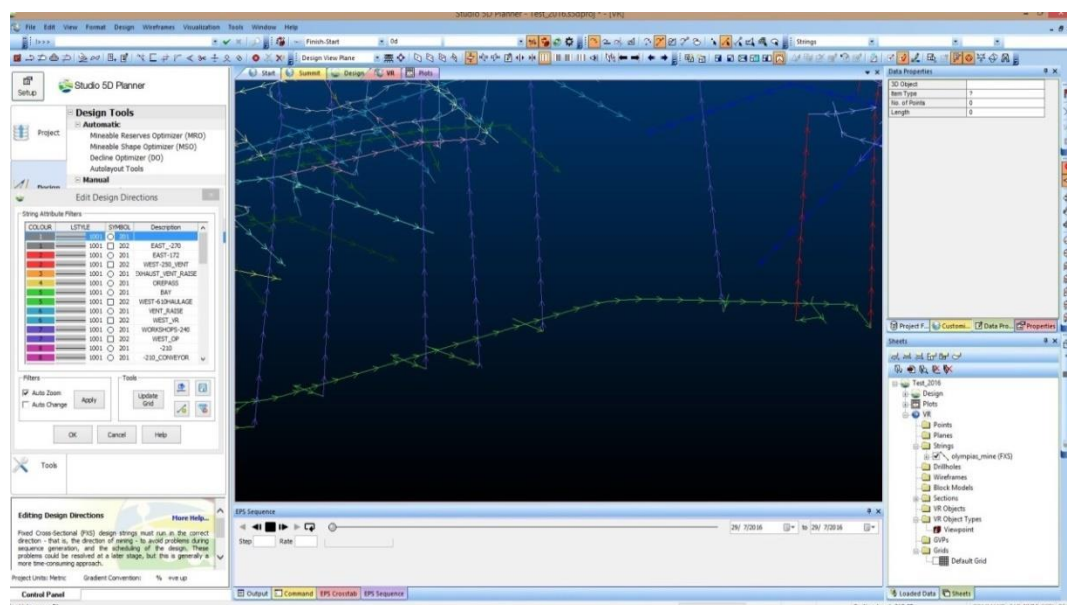 Studio 5D Planner - Test_2016
File Edit View Format Design Wireframes Visualization Tools Window Help
Finish-Start
0d
Strings
Design View Plane
Setup
Studio 5D Planner
Start Summit Design VR Plots
Project
Design Tools
Automatic
Mineable Reserves Optimizer (MRO)
Mineable Shape Optimizer (MSO)
Decline Optimizer (DO)
Autolayout Tools
Manual
Edit Design Directions
String Attribute Filters
COLOUR LSTYLE SYMBOL Description
1001 201
1001 202 EAST_-270
1001 201 EAST-172
1001 202 WEST-250_VENT
1001 201 EXHAUST_VENT_RAISE
1001 201 OREPASS
1001 201 BAY
1001 202 WEST-610HAULAGE
1001 201 VENT_RAISE
1001 202 WEST_VR
1001 201 WORKSHOPS-240
1001 202 WEST_OP
1001 201 -210
1001 201 -210_CONVEYOR
Filters
Auto Zoom
Auto Change
Apply
Tools
Update
Grid
OK Cancel Help
Tools
Editing Design Directions
More Help...
Fixed Cross-Sectional (FXS) design strings must run in the correct
direction - that is, the direction of mining - to avoid problems during
sequence generation, and the scheduling of the design. These
problems could be resolved at a later stage, but this is generally a
more time-consuming approach.
Project Units: Metric Gradient Convention: % +ve up
Control Panel
EPS Sequence
29/ 7/2016 to 29/ 7/2016
Step Rate
Output Command EPS Crosstab EPS Sequence
Data Properties
3D Object
Item Type ?
No. of Points 0
Length 0
Project F... Customi... Data Pro... Properties
Sheets
Test_2016
Design
Plots
VR
Points
Planes
Strings
olympias_mine (FXS)
Drillholes
Wireframes
Block Models
Sections
VR Objects
VR Object Types
Viewpoint
GVPs
Grids
Default Grid
Loaded Data Sheets